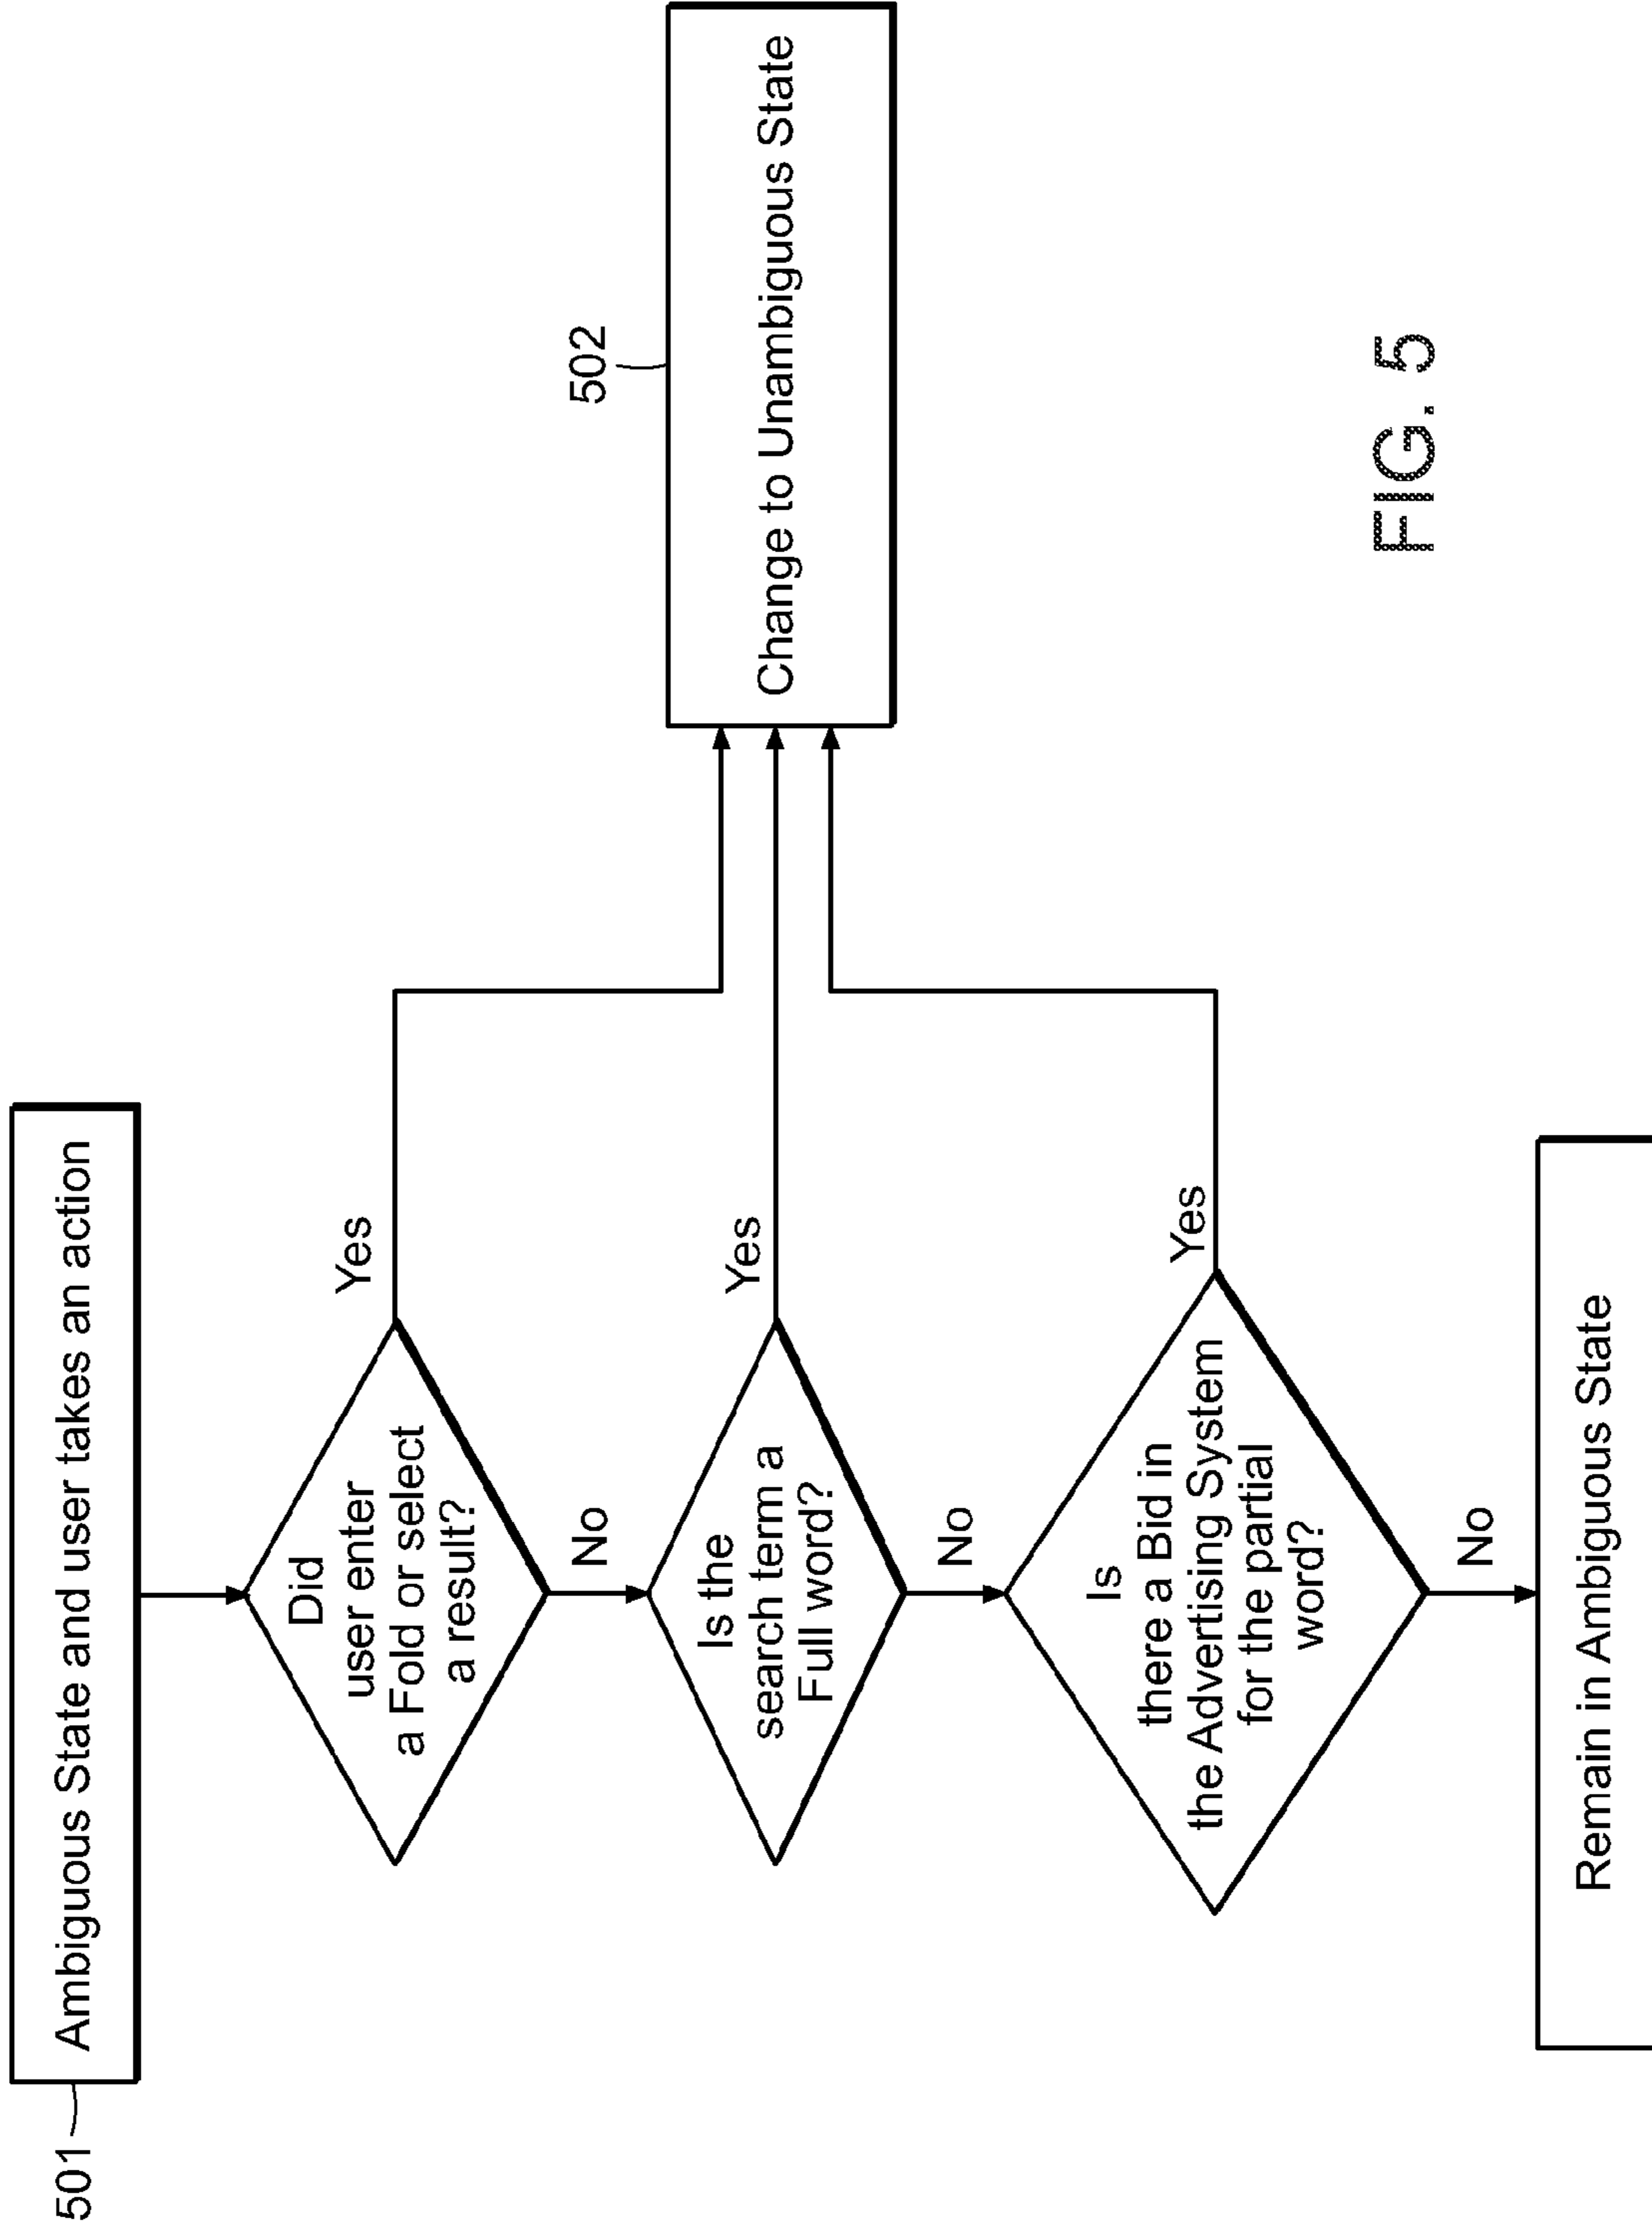 501
Ambiguous State and user takes an action
Did
user enter
a Fold or select
a result?
Yes
No
Is the
search term a
Full word?
Yes
No
Is
there a Bid in
the Advertising System
for the partial
word?
Yes
No
Remain in Ambiguous State
502
Change to Unambiguous State
FIG. 5